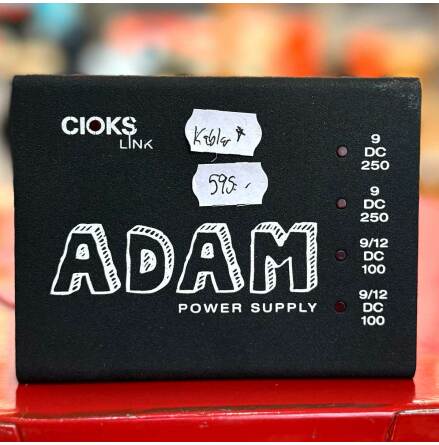 CIOKS
LINK
Kabler
595.-
ADAM
POWER SUPPLY
9
DC
250
9
DC
250
9/12
DC
100
9/12
DC
100